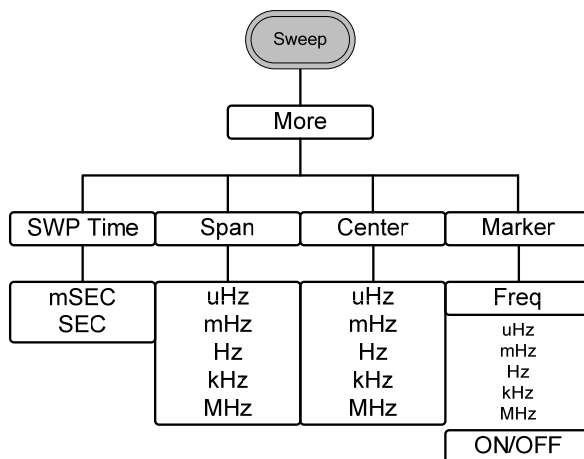 Sweep
More
SWP Time
Span
Center
Marker
mSEC
SEC
uHz
mHz
Hz
kHz
MHz
uHz
mHz
Hz
kHz
MHz
Freq
uHz
mHz
Hz
kHz
MHz
ON/OFF